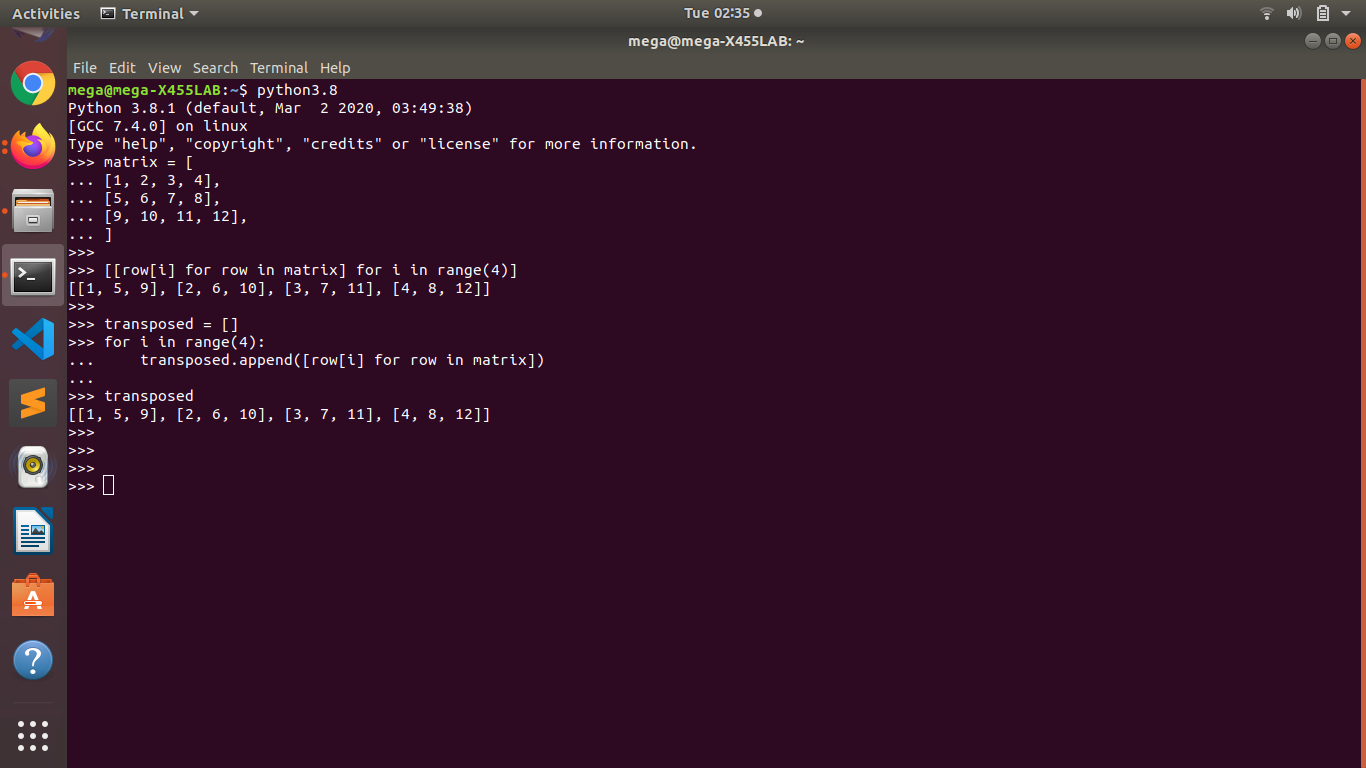 Activities Terminal Tue 02:35
mega@mega-X455LAB: ~
File Edit View Search Terminal Help
mega@mega-X455LAB:~$ python3.8
Python 3.8.1 (default, Mar  2 2020, 03:49:38)
[GCC 7.4.0] on linux
Type "help", "copyright", "credits" or "license" for more information.
>>> matrix = [
... [1, 2, 3, 4],
... [5, 6, 7, 8],
... [9, 10, 11, 12],
... ]
>>>
>>> [[row[i] for row in matrix] for i in range(4)]
[[1, 5, 9], [2, 6, 10], [3, 7, 11], [4, 8, 12]]
>>>
>>> transposed = []
>>> for i in range(4):
...     transposed.append([row[i] for row in matrix])
...
>>> transposed
[[1, 5, 9], [2, 6, 10], [3, 7, 11], [4, 8, 12]]
>>>
>>>
>>>
>>>